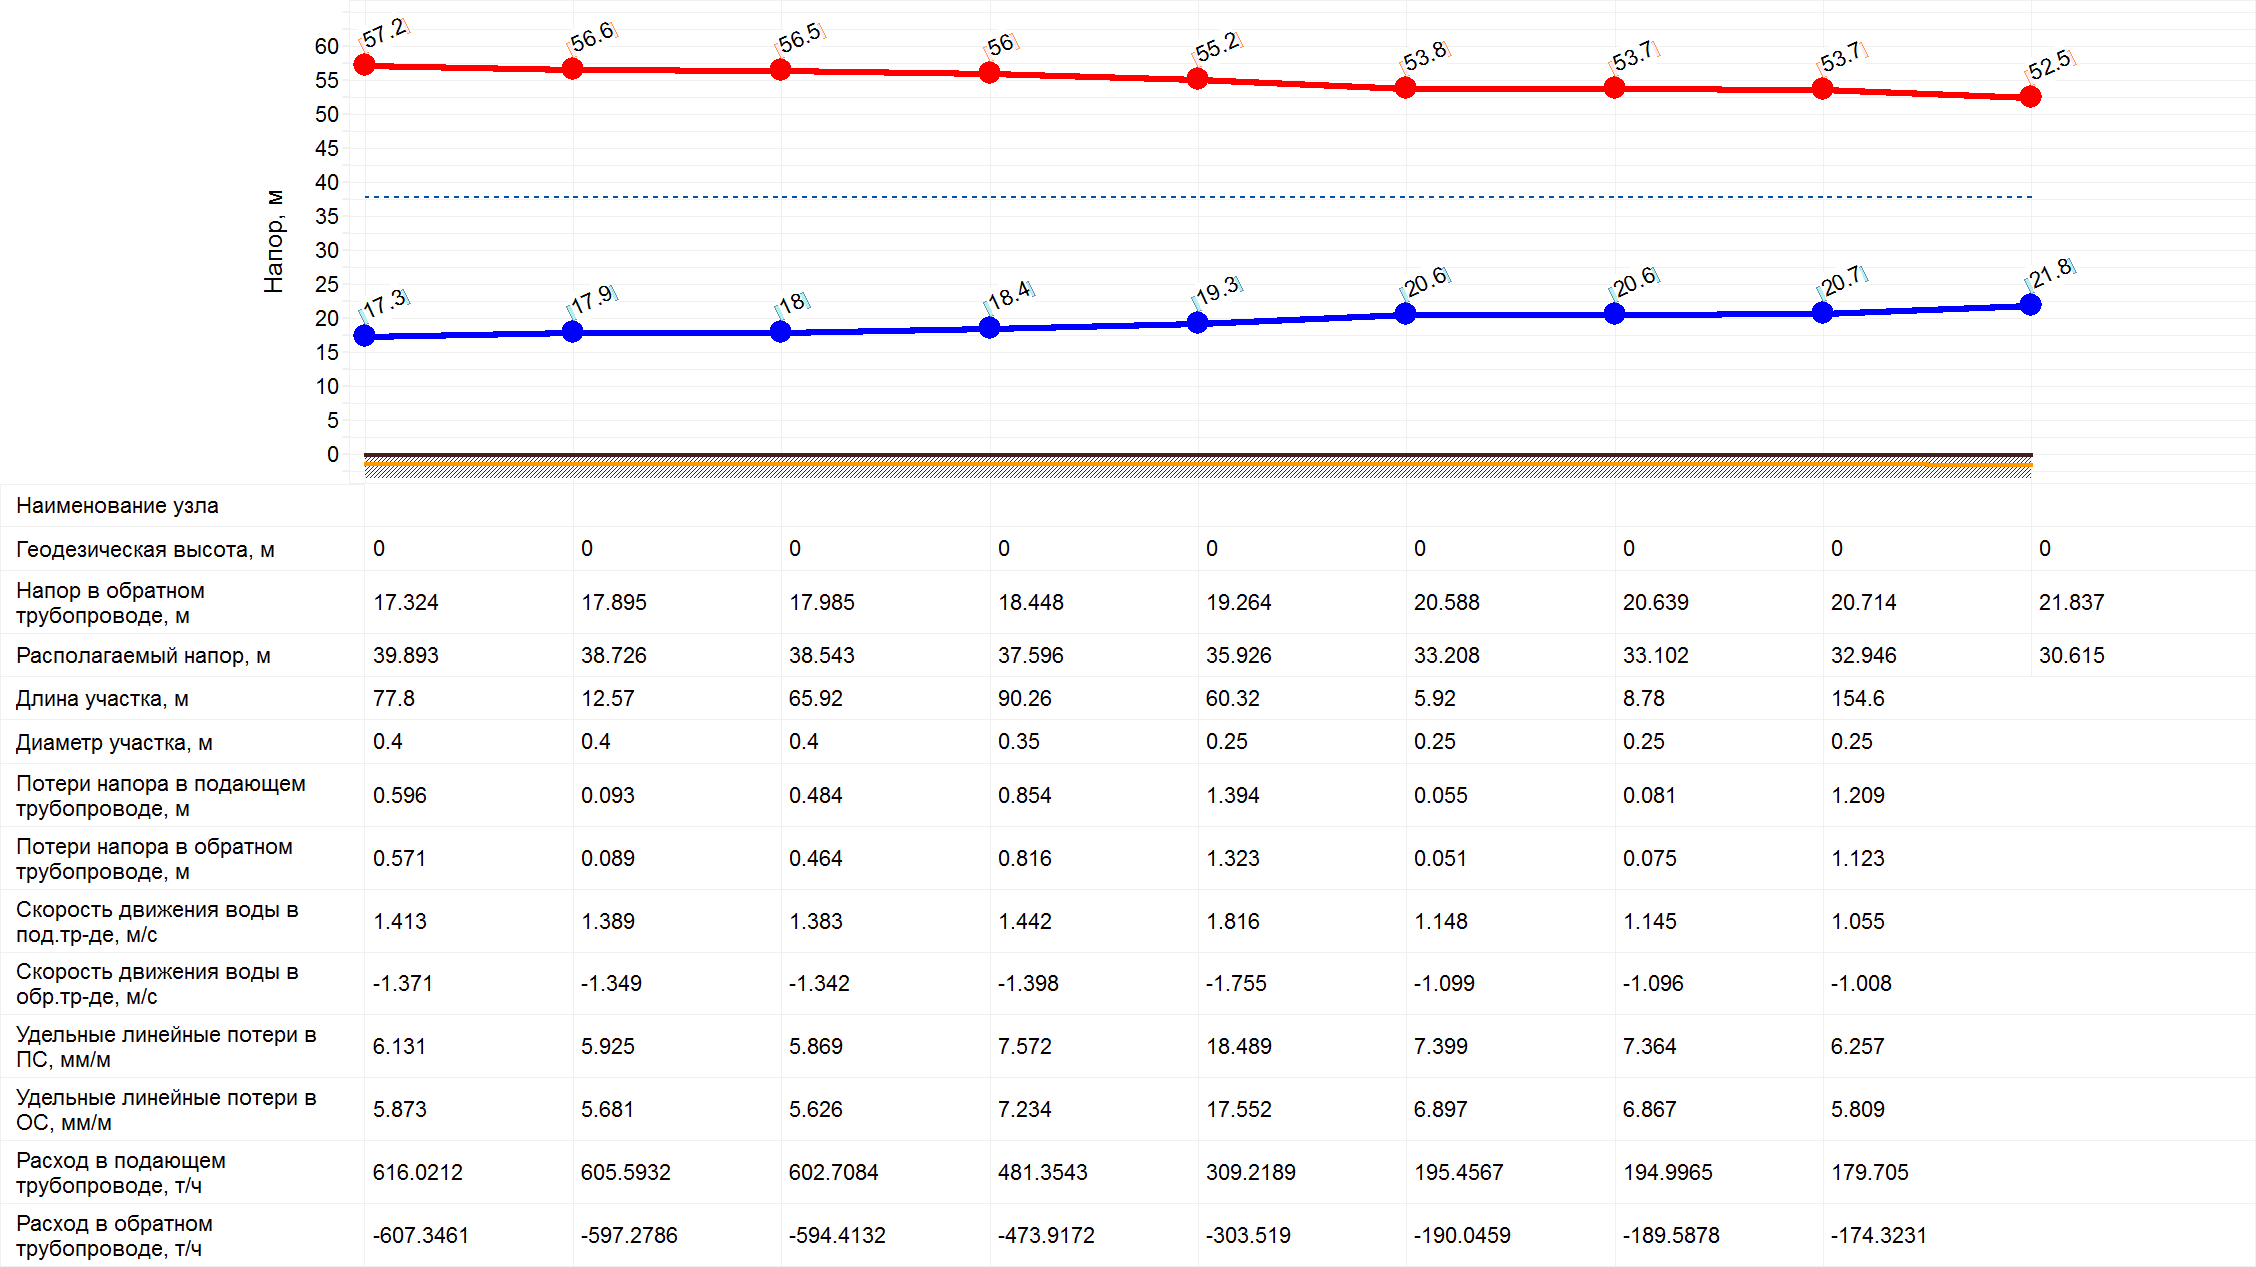 57.2
56.6
56.5
56
55.2
53.8
53.7
53.7
52.5
60
55
50
45
40
35
30
25
20
15
10
5
0
Напор, м
17.3
17.9
18
18.4
19.3
20.6
20.6
20.7
21.8
Наименование узла
Геодезическая высота, м 0 0 0 0 0 0 0 0 0
Напор в обратном
трубопроводе, м 17.324 17.895 17.985 18.448 19.264 20.588 20.639 20.714 21.837
Располагаемый напор, м 39.893 38.726 38.543 37.596 35.926 33.208 33.102 32.946 30.615
Длина участка, м 77.8 12.57 65.92 90.26 60.32 5.92 8.78 154.6
Диаметр участка, м 0.4 0.4 0.4 0.35 0.25 0.25 0.25 0.25
Потери напора в подающем
трубопроводе, м 0.596 0.093 0.484 0.854 1.394 0.055 0.081 1.209
Потери напора в обратном
трубопроводе, м 0.571 0.089 0.464 0.816 1.323 0.051 0.075 1.123
Скорость движения воды в
под.тр-де, м/с 1.413 1.389 1.383 1.442 1.816 1.148 1.145 1.055
Скорость движения воды в
обр.тр-де, м/с -1.371 -1.349 -1.342 -1.398 -1.755 -1.099 -1.096 -1.008
Удельные линейные потери в
ПС, мм/м 6.131 5.925 5.869 7.572 18.489 7.399 7.364 6.257
Удельные линейные потери в
ОС, мм/м 5.873 5.681 5.626 7.234 17.552 6.897 6.867 5.809
Расход в подающем
трубопроводе, т/ч 616.0212 605.5932 602.7084 481.3543 309.2189 195.4567 194.9965 179.705
Расход в обратном
трубопроводе, т/ч -607.3461 -597.2786 -594.4132 -473.9172 -303.519 -190.0459 -189.5878 -174.3231